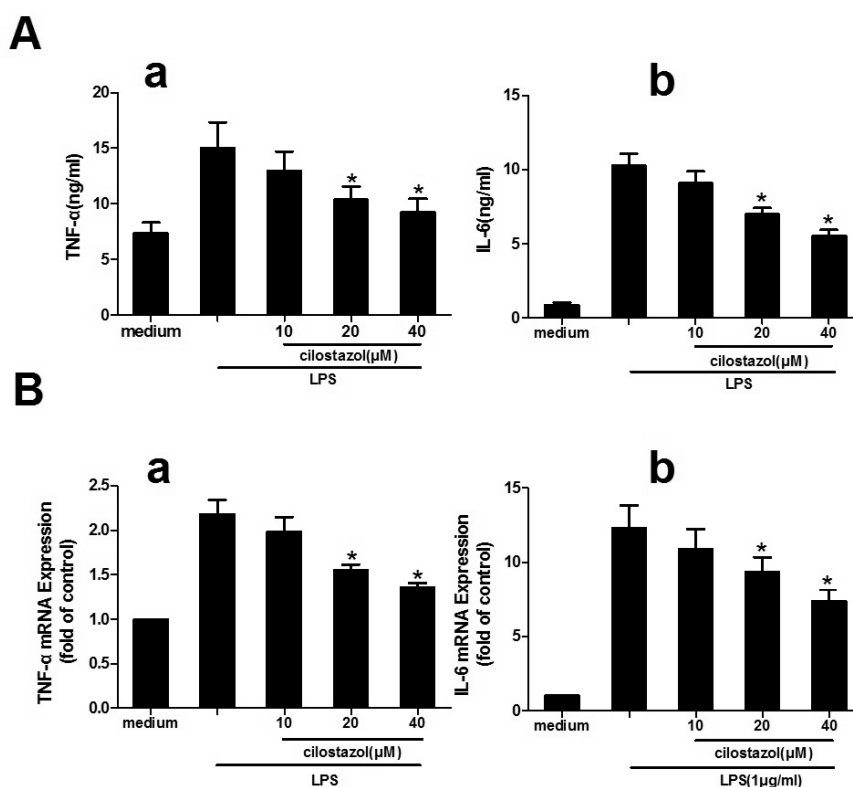 A
a
TNF-α(ng/ml)
20
15
10
5
0
* *
medium 10 20 40
cilostazol(µM)
LPS
b
IL-6(ng/ml)
15
10
5
0
* *
medium 10 20 40
cilostazol(µM)
LPS
B
a
TNF-α mRNA Expression
(fold of control)
2.5
2.0
1.5
1.0
0.5
0.0
* *
medium 10 20 40
cilostazol(µM)
LPS
b
IL-6 mRNA Expression
(fold of control)
15
10
5
0
* *
medium 10 20 40
cilostazol(µM)
LPS(1µg/ml)